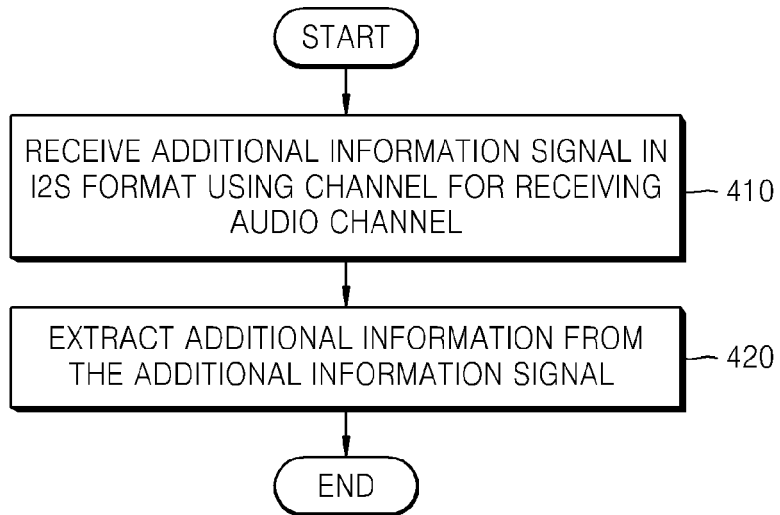 START
RECEIVE ADDITIONAL INFORMATION SIGNAL IN
I2S FORMAT USING CHANNEL FOR RECEIVING
AUDIO CHANNEL
410
EXTRACT ADDITIONAL INFORMATION FROM
THE ADDITIONAL INFORMATION SIGNAL
420
END